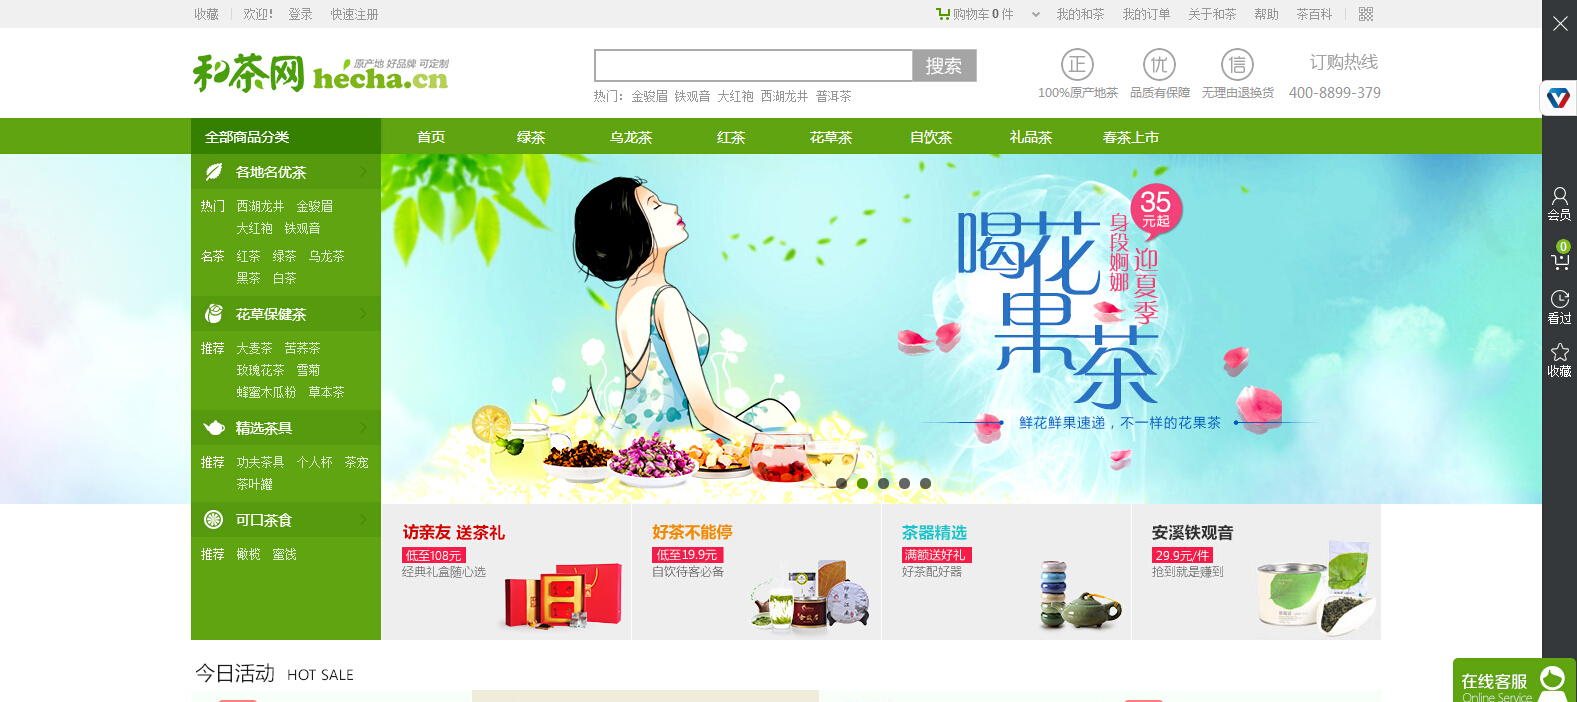 收藏 欢迎! 登录 快速注册
购物车 0 件 我的和茶 我的订单 关于和茶 帮助 茶百科
和茶网 原产地 好品牌 可定制
hecha.cn
搜索
热门: 金骏眉 铁观音 大红袍 西湖龙井 普洱茶
正 优 信 订购热线
100%原产地茶 品质有保障 无理由退换货 400-8899-379
全部商品分类 首页 绿茶 乌龙茶 红茶 花草茶 自饮茶 礼品茶 春茶上市
各地名优茶
热门 西湖龙井 金骏眉
大红袍 铁观音
名茶 红茶 绿茶 乌龙茶
黑茶 白茶
花草保健茶
推荐 大麦茶 苦荞茶
玫瑰花茶 雪菊
蜂蜜木瓜粉 草本茶
精选茶具
推荐 功夫茶具 个人杯 茶宠
茶叶罐
可口茶食
推荐 橄榄 蜜饯
35
元起
喝花果茶
身段婀娜
迎夏季
鲜花鲜果速递，不一样的花果茶
访亲友 送茶礼
低至108元
经典礼盒随心选
好茶不能停
低至19.9元
自饮待客必备
茶器精选
满额送好礼
好茶配好器
安溪铁观音
29.9元/件
抢到就是赚到
今日活动 HOT SALE
会员
0
看过
收藏
在线客服
Online Service